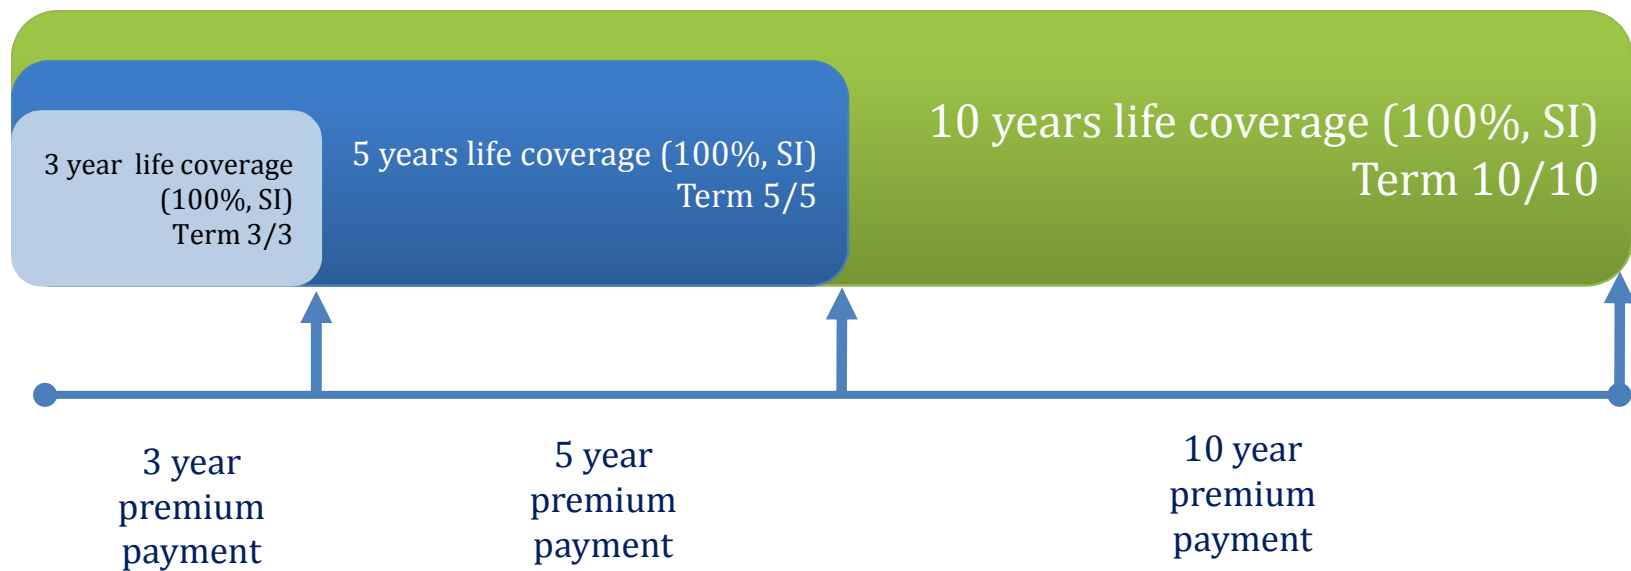 3 year  life coverage
(100%, SI)
Term 3/3
5 years life coverage (100%, SI)
Term 5/5
10 years life coverage (100%, SI)
Term 10/10
3 year
premium
payment
5 year
premium
payment
10 year
premium
payment